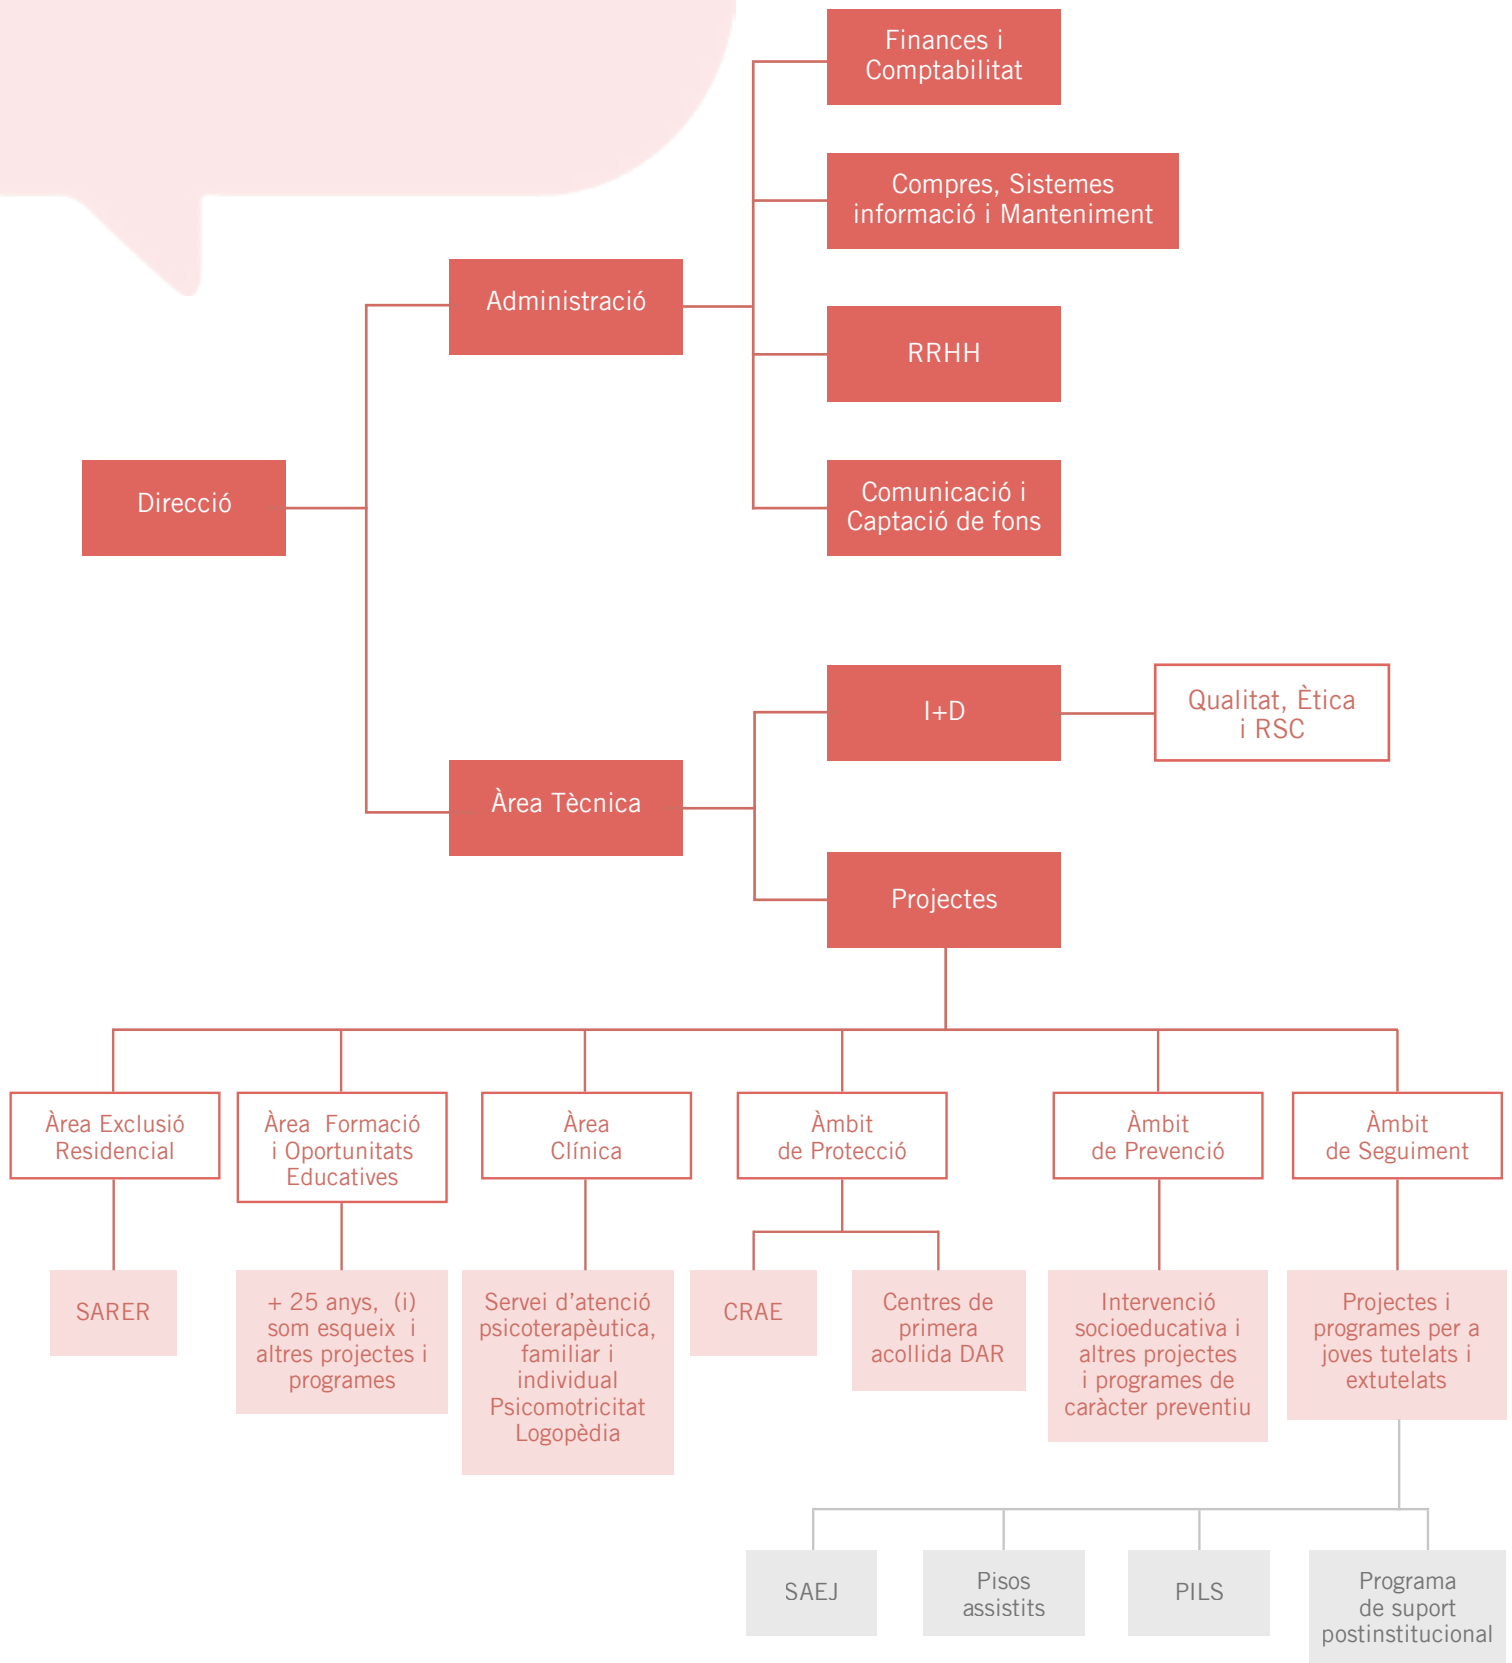 Finances i
Comptabilitat
Compres, Sistemes
informació i Manteniment
Administració
RRHH
Comunicació i
Captació de fons
Direcció
I+D
Qualitat, Ètica
i RSC
Àrea Tècnica
Projectes
Àrea Exclusió
Residencial
Àrea Formació
i Oportunitats
Educatives
Àrea
Clínica
Àmbit
de Protecció
Àmbit
de Prevenció
Àmbit
de Seguiment
SARER
+ 25 anys, (i)
som esqueix i
altres projectes i
programes
Servei d'atenció
psicoterapèutica,
familiar i
individual
Psicomotricitat
Logopèdia
CRAE
Centres de
primera
acollida DAR
Intervenció
socioeducativa i
altres projectes
i programes de
caràcter preventiu
Projectes i
programes per a
joves tutelats i
extutelats
SAEJ
Pisos
assistits
PILS
Programa
de suport
postinstitucional